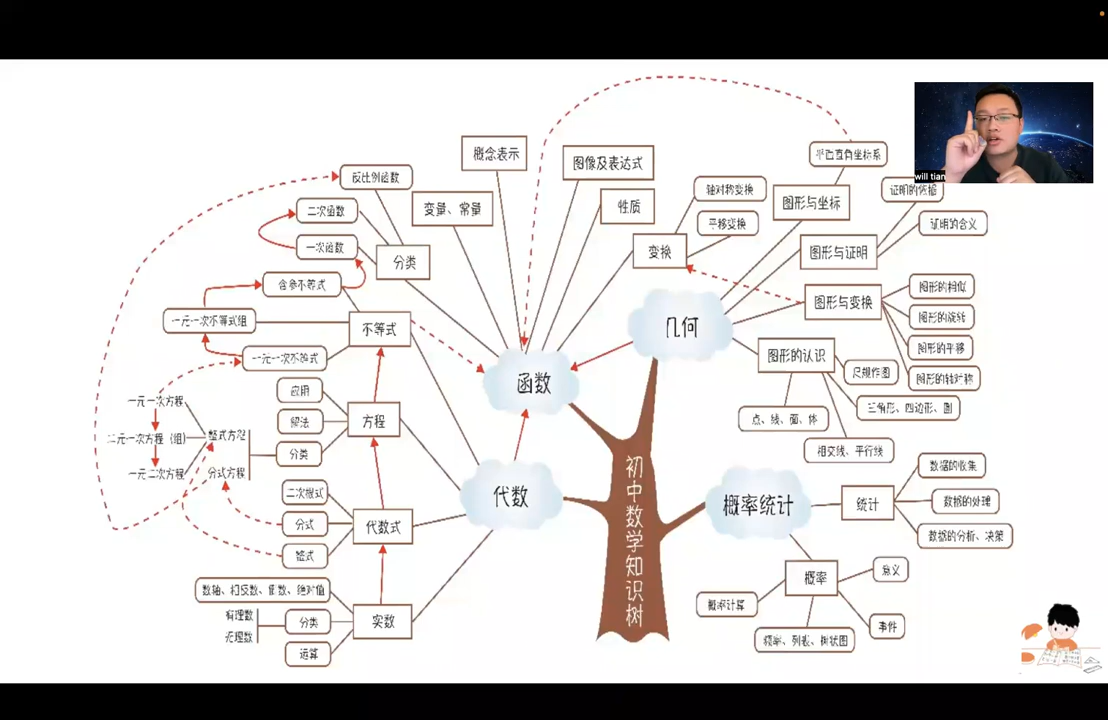 概念表示
图像及表达式
平面直角坐标系
will tian
反比例函数
轴对称变换
证明的依据
二次函数
变量、常量
性质
图形与坐标
平移变换
证明的含义
一次函数
分类
变换
图形与证明
含参不等式
图形的相似
图形与变换
一元一次不等式组
不等式
几何
图形的旋转
图形的平移
一元一次不等式
图形的认识
尺规作图
图形的轴对称
函数
应用
一元一次方程
三角形、四边形、圆
解法
方程
点、线、面、体
二元一次方程（组）
整式方程
分类
相交线、平行线
一元二次方程
分式方程
数据的收集
二次根式
代数
概率统计
统计
数据的处理
分式
代数式
数据的分析、决策
整式
初中数学知识树
意义
概率
数轴、相反数、倒数、绝对值
概率计算
有理数
分类
实数
事件
无理数
频率、列表、树状图
运算